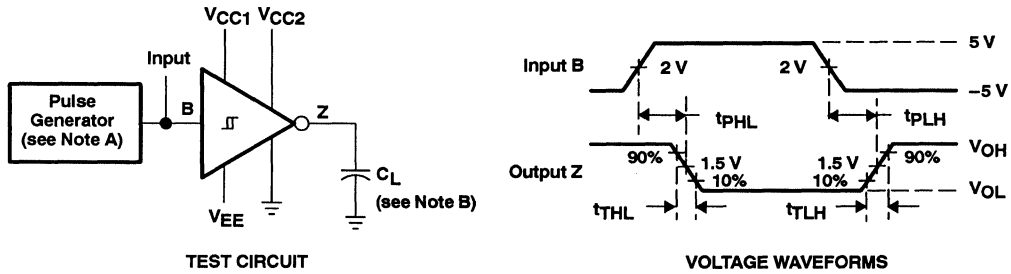 VCC1 VCC2
Input
Pulse
Generator
(see Note A)
B
Z
CL
(see Note B)
VEE
TEST CIRCUIT
5 V
Input B
2 V
2 V
–5 V
tPHL
tPLH
VOH
90%
90%
Output Z
1.5 V
1.5 V
10%
10%
VOL
tTHL
tTLH
VOLTAGE WAVEFORMS